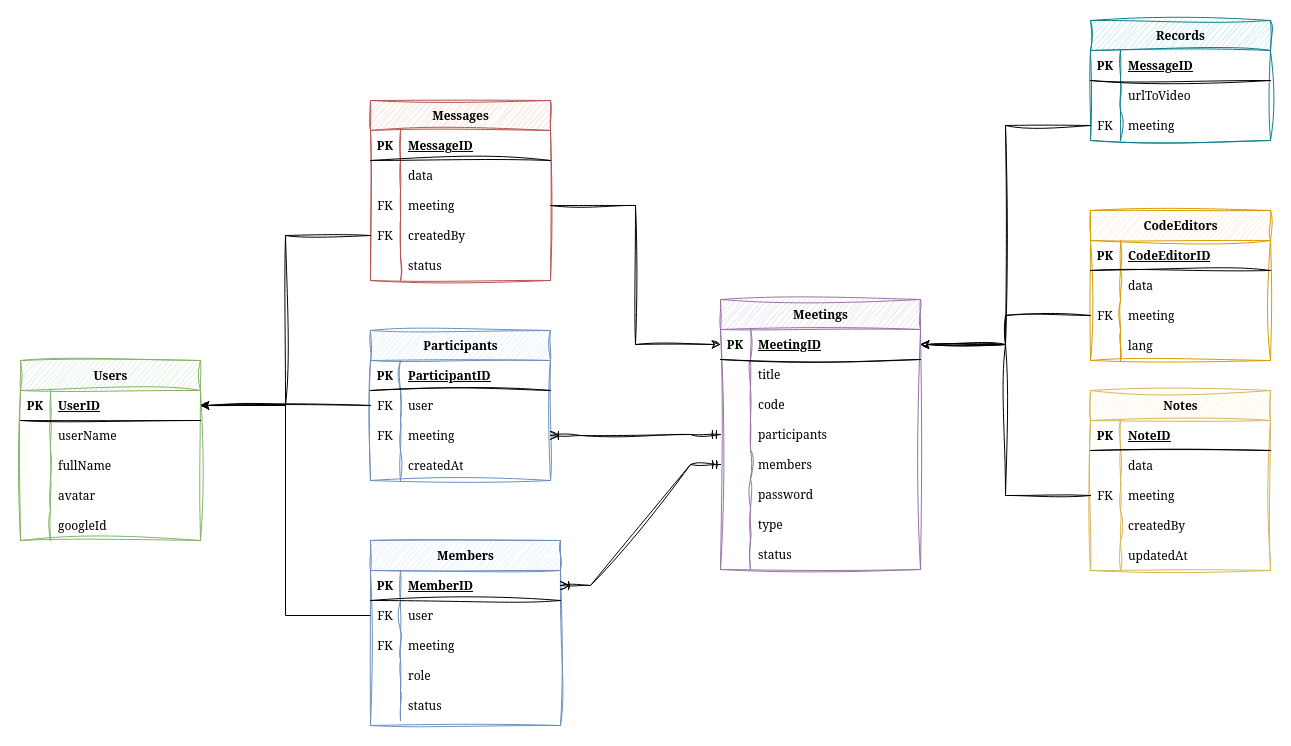 Records
PK MessageID
urlToVideo
FK meeting
Messages
PK MessageID
data
FK meeting
FK createdBy
status
CodeEditors
PK CodeEditorID
data
FK meeting
lang
Meetings
PK MeetingID
title
code
participants
members
password
type
status
Participants
PK ParticipantID
FK user
FK meeting
createdAt
Users
PK UserID
userName
fullName
avatar
googleId
Notes
PK NoteID
data
FK meeting
createdBy
updatedAt
Members
PK MemberID
FK user
FK meeting
role
status